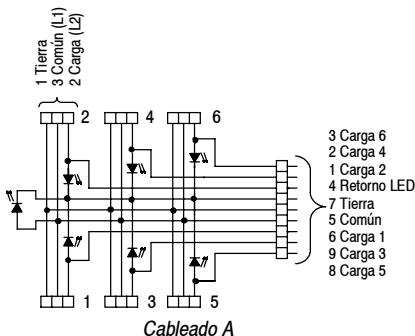 1 Tierra
3 Común (L1)
2 Carga (L2)
2
4
6
3 Carga 6
2 Carga 4
1 Carga 2
4 Retorno LED
7 Tierra
5 Común
6 Carga 1
9 Carga 3
8 Carga 5
1
3
5
Cableado A